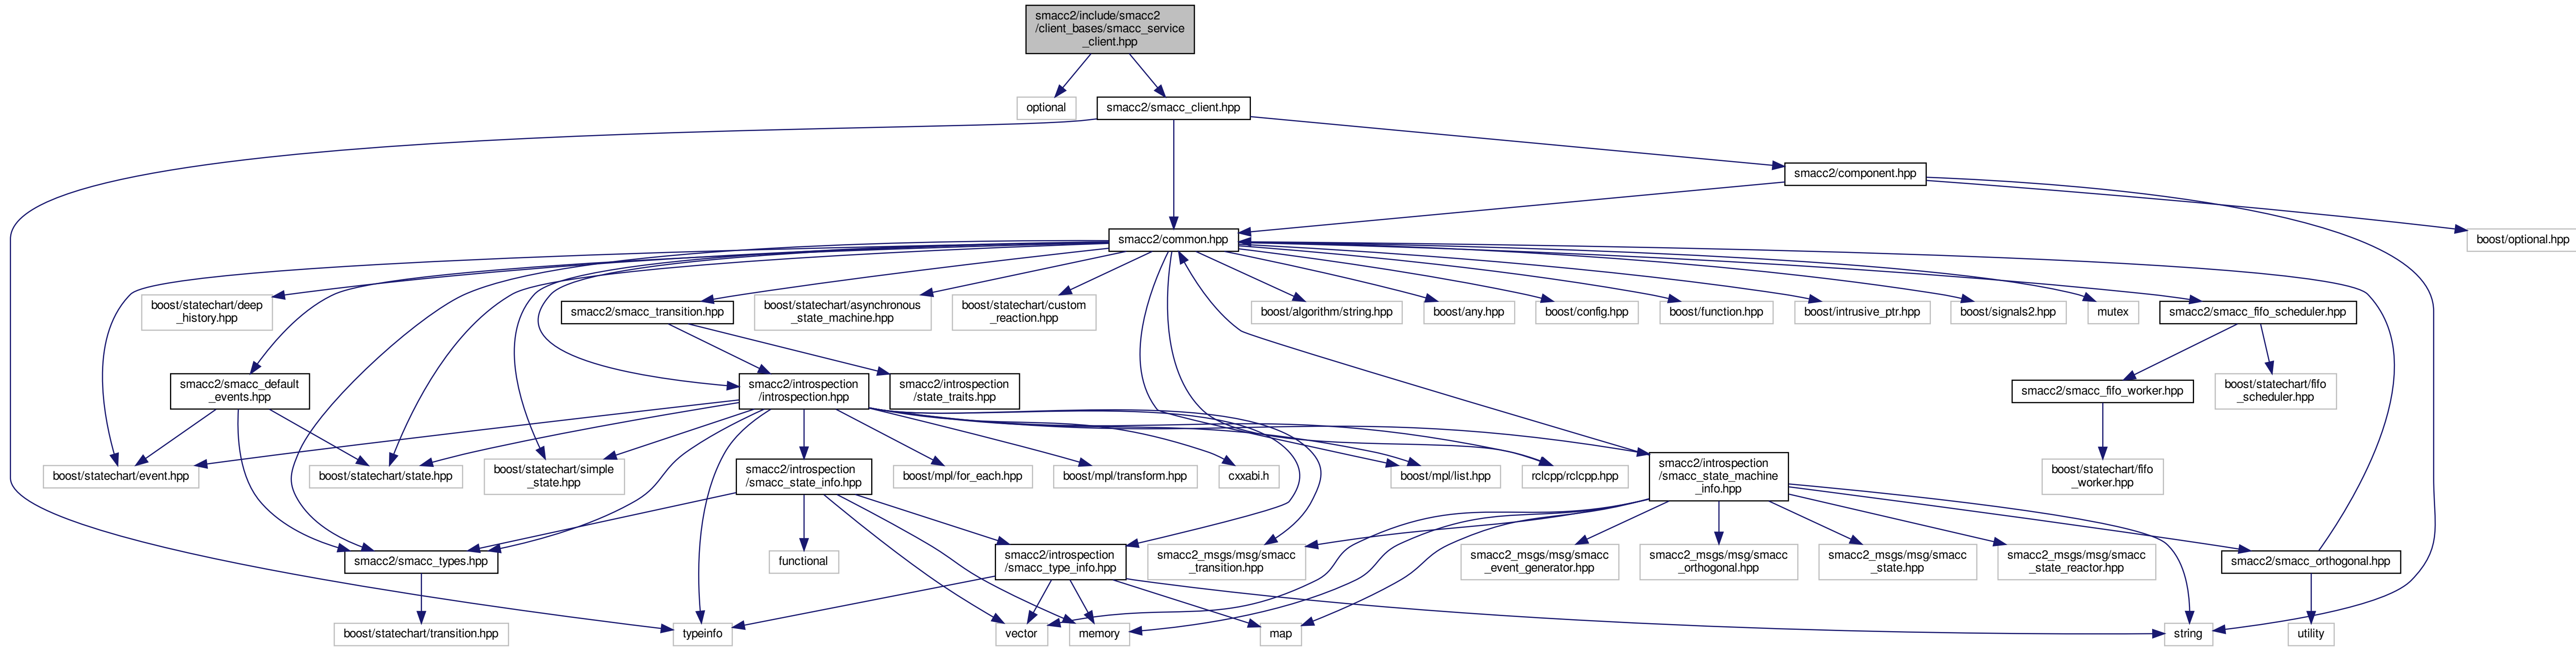 smacc2/include/smacc2
/client_bases/smacc_service
_client.hpp
optional
smacc2/smacc_client.hpp
smacc2/component.hpp
smacc2/common.hpp
boost/optional.hpp
boost/statechart/deep
_history.hpp
smacc2/smacc_transition.hpp
boost/statechart/asynchronous
_state_machine.hpp
boost/statechart/custom
_reaction.hpp
boost/algorithm/string.hpp
boost/any.hpp
boost/config.hpp
boost/function.hpp
boost/intrusive_ptr.hpp
boost/signals2.hpp
mutex
smacc2/smacc_fifo_scheduler.hpp
smacc2/smacc_default
_events.hpp
smacc2/introspection
/introspection.hpp
smacc2/introspection
/state_traits.hpp
smacc2/smacc_fifo_worker.hpp
boost/statechart/fifo
_scheduler.hpp
boost/statechart/event.hpp
boost/statechart/state.hpp
boost/statechart/simple
_state.hpp
smacc2/introspection
/smacc_state_info.hpp
boost/mpl/for_each.hpp
boost/mpl/transform.hpp
cxxabi.h
boost/mpl/list.hpp
rclcpp/rclcpp.hpp
smacc2/introspection
/smacc_state_machine
_info.hpp
boost/statechart/fifo
_worker.hpp
smacc2/smacc_types.hpp
functional
smacc2/introspection
/smacc_type_info.hpp
smacc2_msgs/msg/smacc
_transition.hpp
smacc2_msgs/msg/smacc
_event_generator.hpp
smacc2_msgs/msg/smacc
_orthogonal.hpp
smacc2_msgs/msg/smacc
_state.hpp
smacc2_msgs/msg/smacc
_state_reactor.hpp
smacc2/smacc_orthogonal.hpp
boost/statechart/transition.hpp
typeinfo
vector
memory
map
string
utility